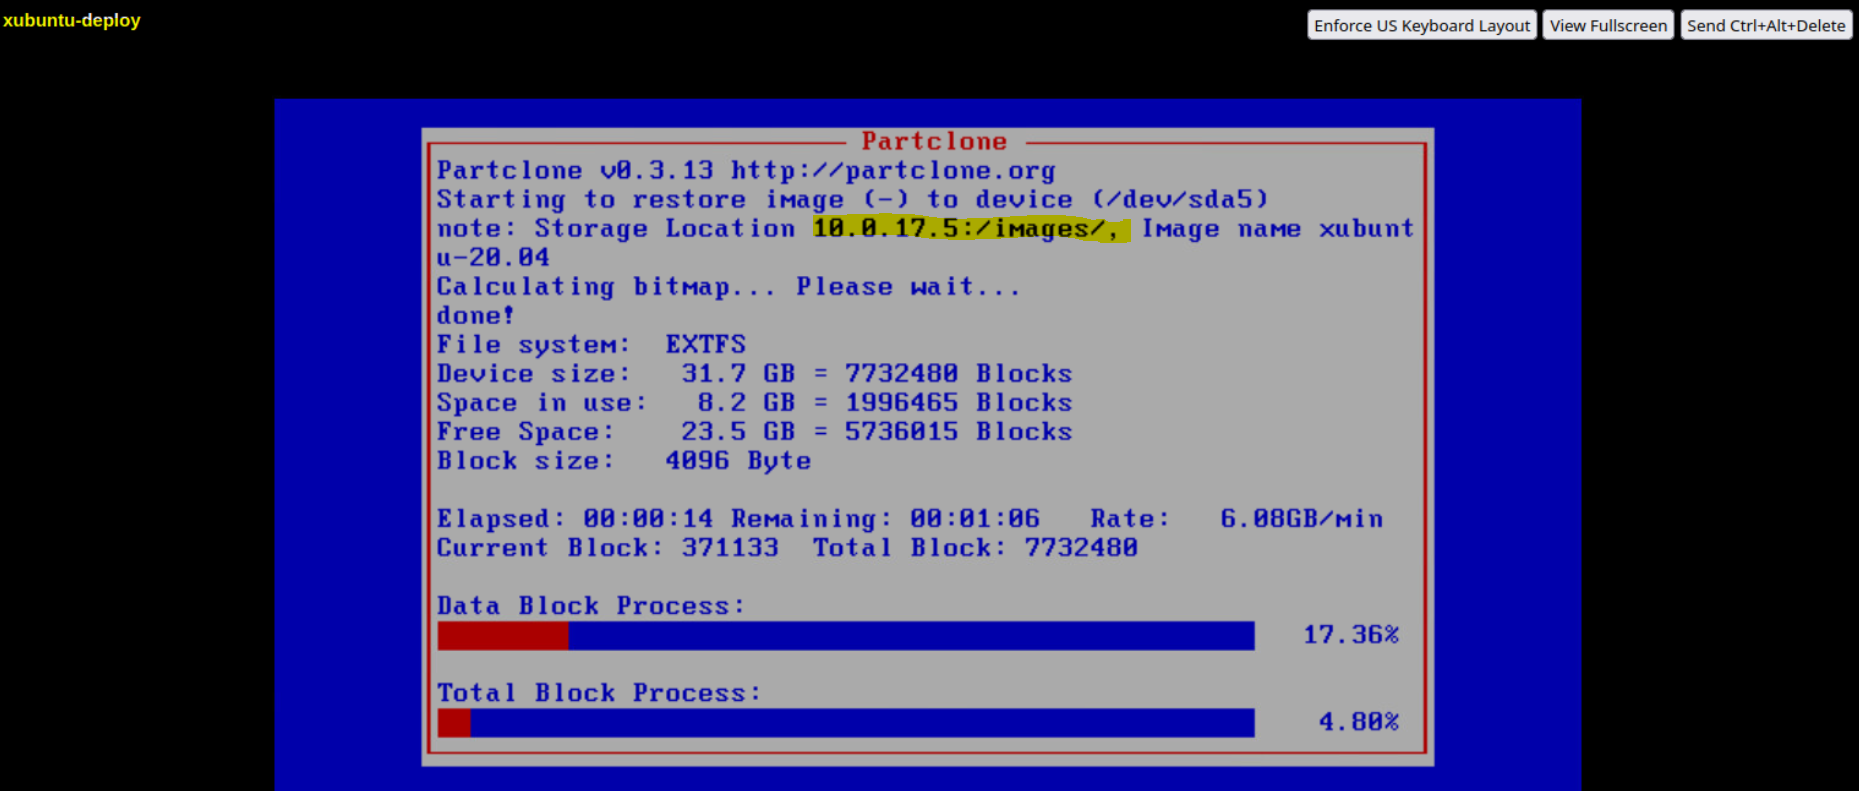 xubuntu-deploy
Enforce US Keyboard Layout View Fullscreen Send Ctrl+Alt+Delete
Partclone
Partclone v0.3.13 http://partclone.org
Starting to restore image (-) to device (/dev/sda5)
note: Storage Location 10.0.17.5:/images/, Image name xubunt
u-20.04
Calculating bitmap... Please wait...
done!
File system: EXTFS
Device size: 31.7 GB = 7732480 Blocks
Space in use: 8.2 GB = 1996465 Blocks
Free Space: 23.5 GB = 5736015 Blocks
Block size: 4096 Byte
Elapsed: 00:00:14 Remaining: 00:01:06 Rate: 6.08GB/min
Current Block: 371133 Total Block: 7732480
Data Block Process:
17.36%
Total Block Process:
4.80%